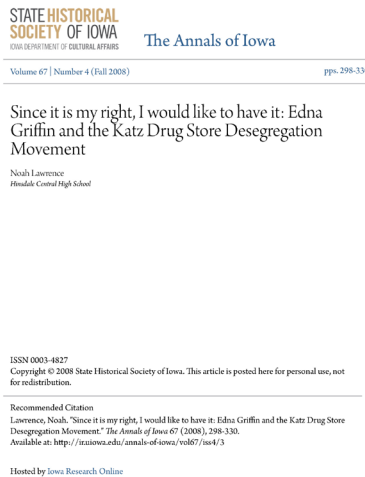 STATE HISTORICAL
SOCIETY OF IOWA
IOWA DEPARTMENT OF CULTURAL AFFAIRS
The Annals of Iowa
Volume 67 | Number 4 (Fall 2008)
pps. 298-33
Since it is my right, I would like to have it: Edna
Griffin and the Katz Drug Store Desegregation
Movement
Noah Lawrence
Hinsdale Central High School
ISSN 0003-4827
Copyright © 2008 State Historical Society of Iowa. This article is posted here for personal use, not
for redistribution.
Recommended Citation
Lawrence, Noah. "Since it is my right, I would like to have it: Edna Griffin and the Katz Drug Store
Desegregation Movement." The Annals of Iowa 67 (2008), 298-330.
Available at: http://ir.uiowa.edu/annals-of-iowa/vol67/iss4/3
Hosted by Iowa Research Online